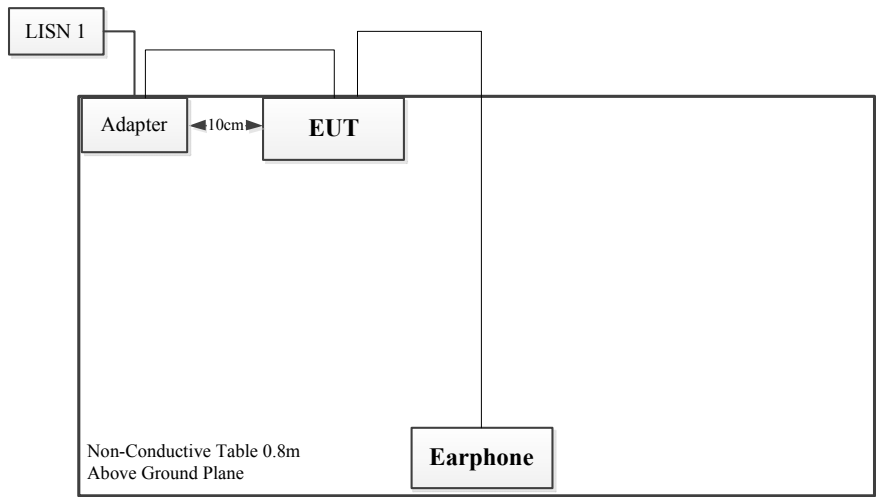 LISN 1
Adapter
10cm
EUT
Non-Conductive Table 0.8m
Above Ground Plane
Earphone